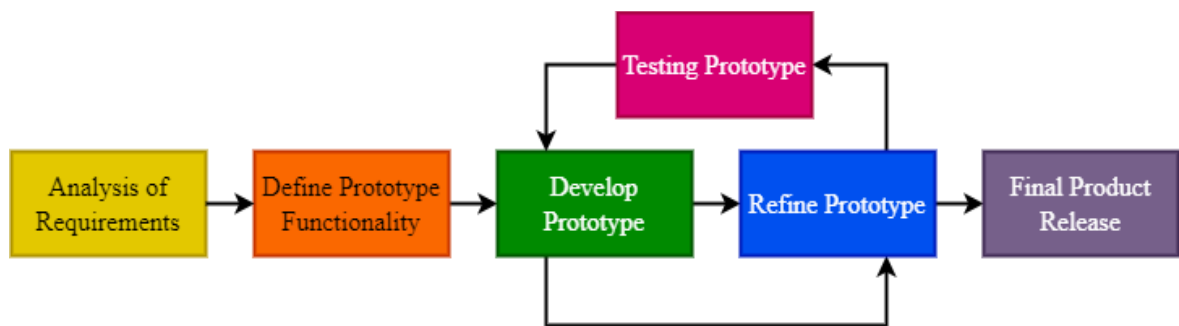 Testing Prototype
Analysis of
Requirements
Define Prototype
Functionality
Develop
Prototype
Refine Prototype
Final Product
Release